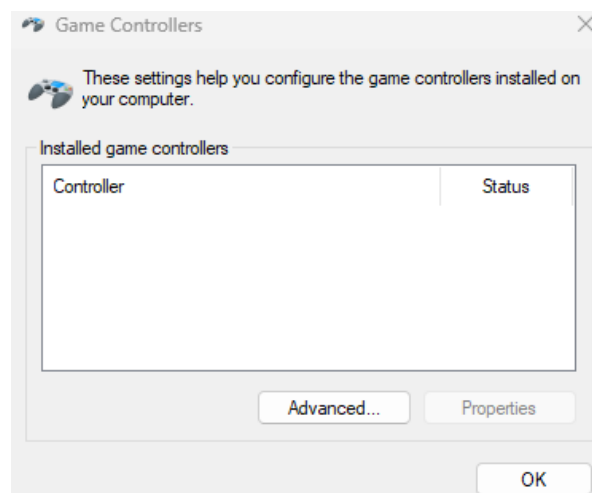 Game Controllers
These settings help you configure the game controllers installed on
your computer.
Installed game controllers
Controller Status
Advanced... Properties
OK